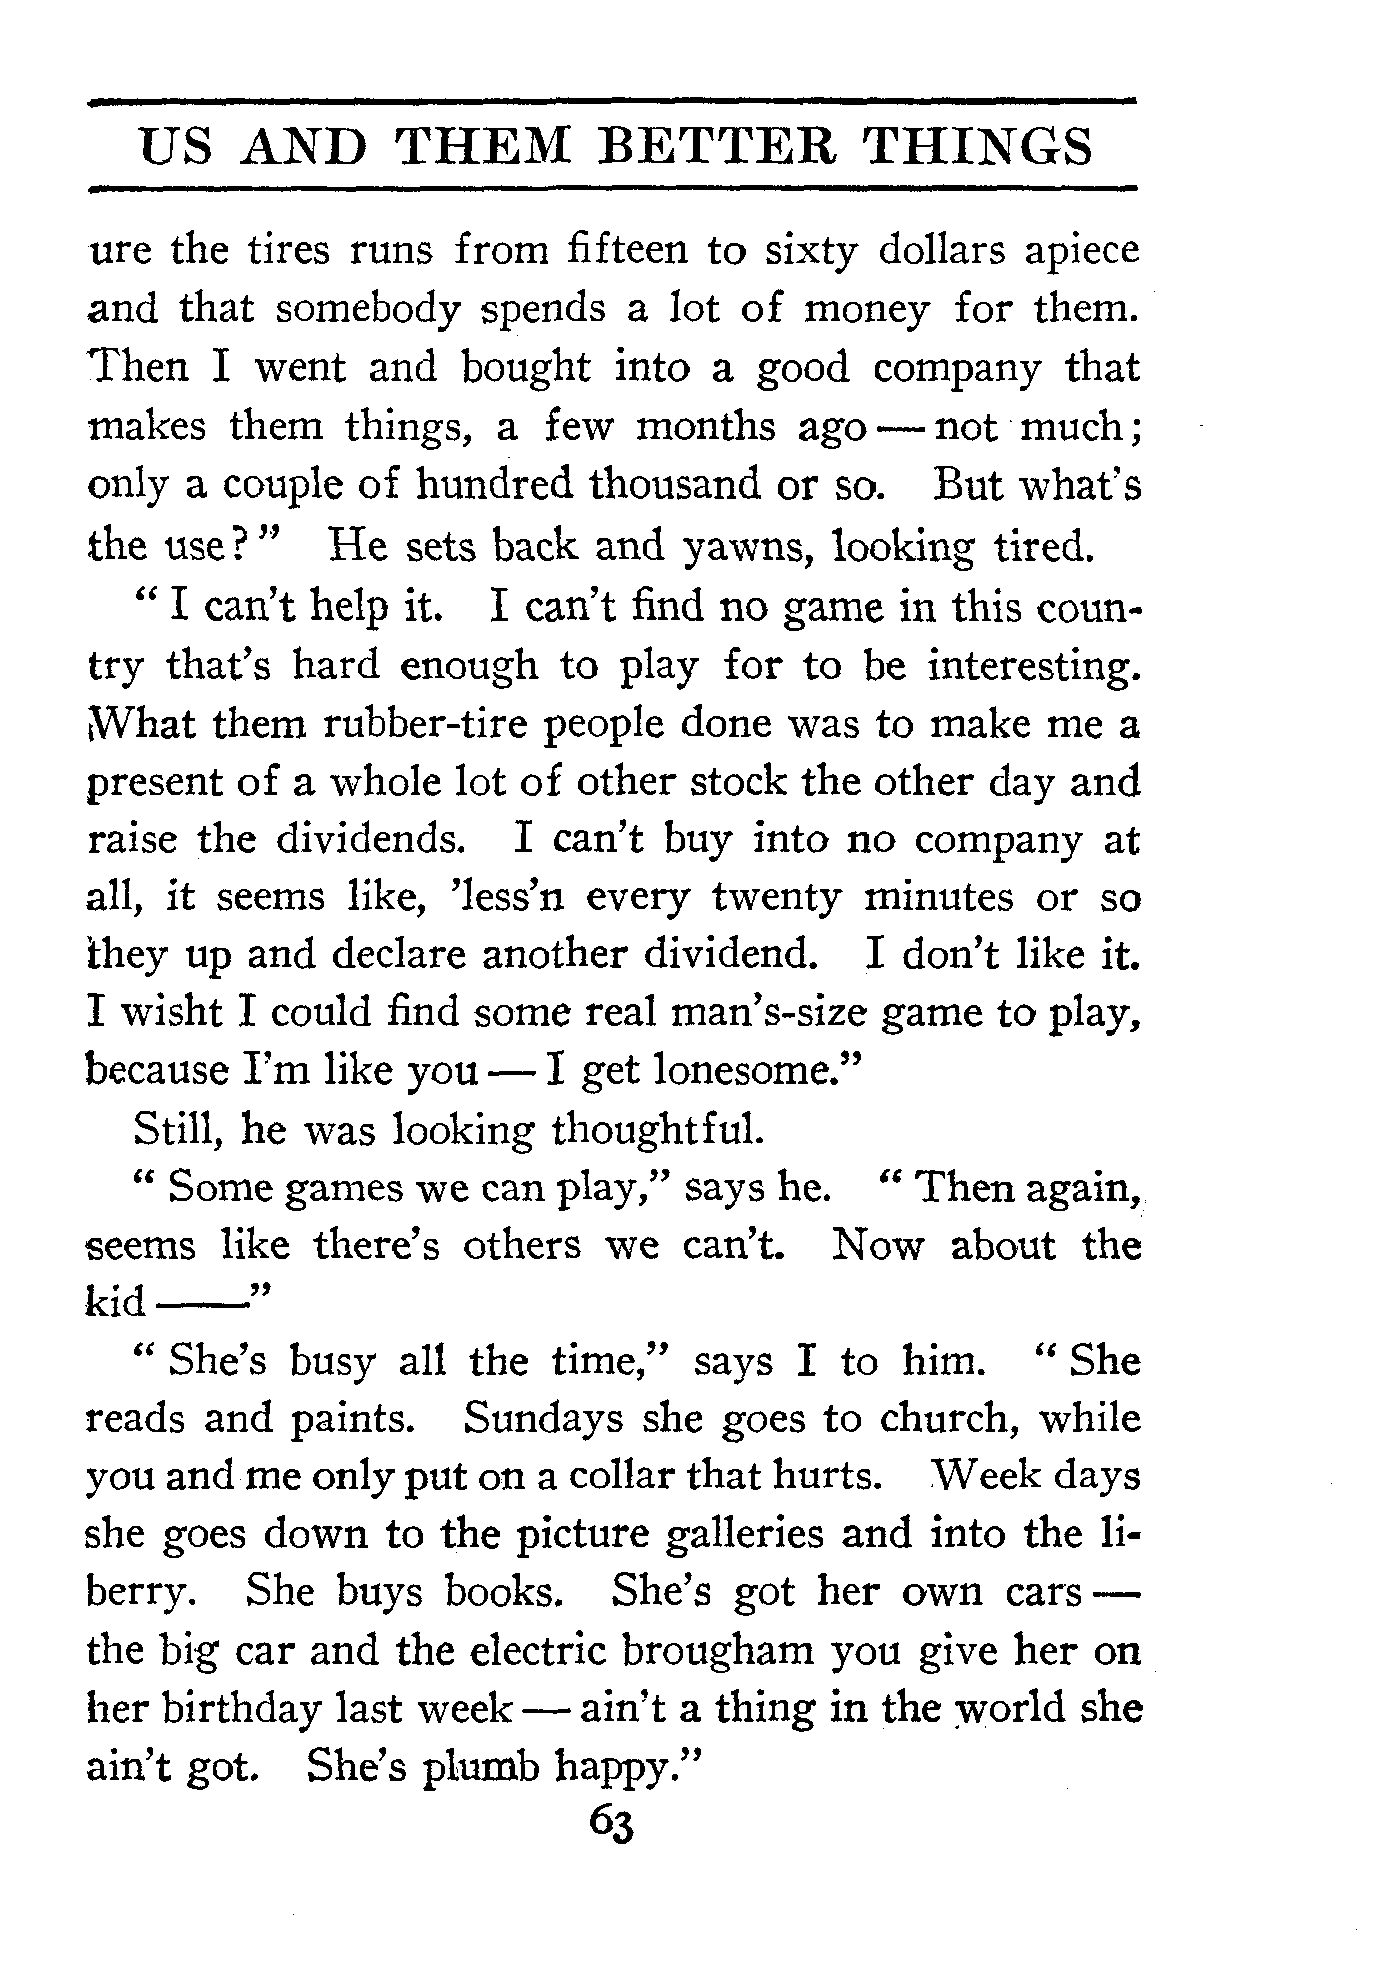 US AND THEM BETTER THINGS
ure the tires runs from fifteen to sixty dollars apiece
and that somebody spends a lot of money for them.
Then I went and bought into a good company that
makes them things, a few months ago — not much;
only a couple of hundred thousand or so. But what's
the use?" He sets back and yawns, looking tired.
"I can't help it. I can't find no game in this coun-
try that's hard enough to play for to be interesting.
What them rubber-tire people done was to make me a
present of a whole lot of other stock the other day and
raise the dividends. I can't buy into no company at
all, it seems like, 'less'n every twenty minutes or so
they up and declare another dividend. I don't like it.
I wisht I could find some real man's-size game to play,
because I'm like you — I get lonesome."
Still, he was looking thoughtful.
"Some games we can play," says he. "Then again,
seems like there's others we can't. Now about the
kid ——"
"She's busy all the time," says I to him. "She
reads and paints. Sundays she goes to church, while
you and me only put on a collar that hurts. Week days
she goes down to the picture galleries and into the li-
berry. She buys books. She's got her own cars —
the big car and the electric brougham you give her on
her birthday last week — ain't a thing in the world she
ain't got. She's plumb happy."
63